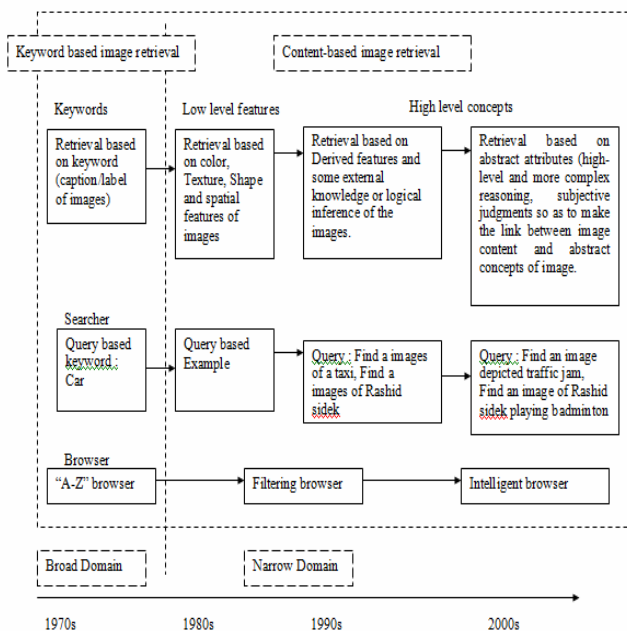 Keyword based image retrieval
Content-based image retrieval
Keywords
Low level features
High level concepts
Retrieval based
on keyword
(caption/label
of images)
Retrieval based
on color,
Texture, Shape
and spatial
features of
images
Retrieval based on
Derived features and
some external
knowledge or logical
inference of the
images.
Retrieval based on
abstract attributes (high-
level and more complex
reasoning, subjective
judgments so as to make
the link between image
content and abstract
concepts of image.
Searcher
Query based
keyword :
Car
Query based
Example
Query : Find a images
of a taxi, Find a
images of Rashid
sidek
Query : Find an image
depicted traffic jam,
Find an image of Rashid
sidek playing badminton
Browser
"A-Z" browser
Filtering browser
Intelligent browser
Broad Domain
Narrow Domain
1970s
1980s
1990s
2000s